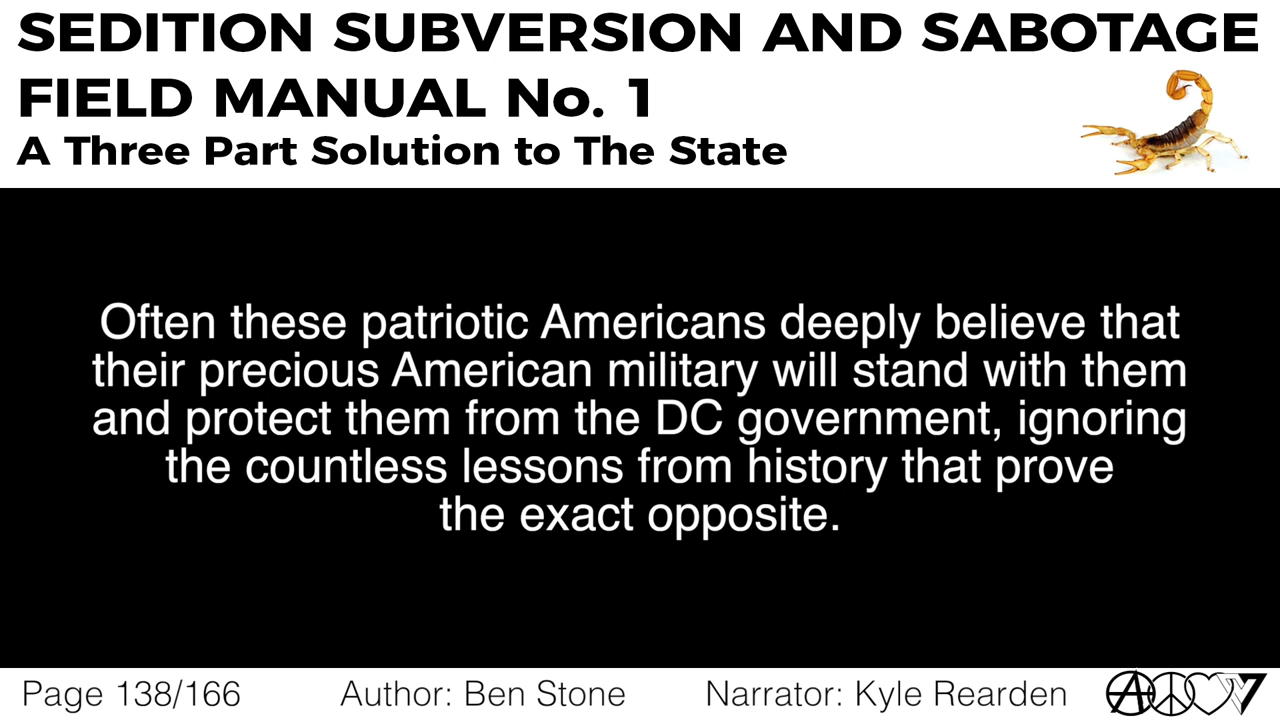 SEDITION SUBVERSION AND SABOTAGE
FIELD MANUAL No. 1
A Three Part Solution to The State
Often these patriotic Americans deeply believe that
their precious American military will stand with them
and protect them from the DC government, ignoring
the countless lessons from history that prove
the exact opposite.
Page 138/166 Author: Ben Stone Narrator: Kyle Rearden